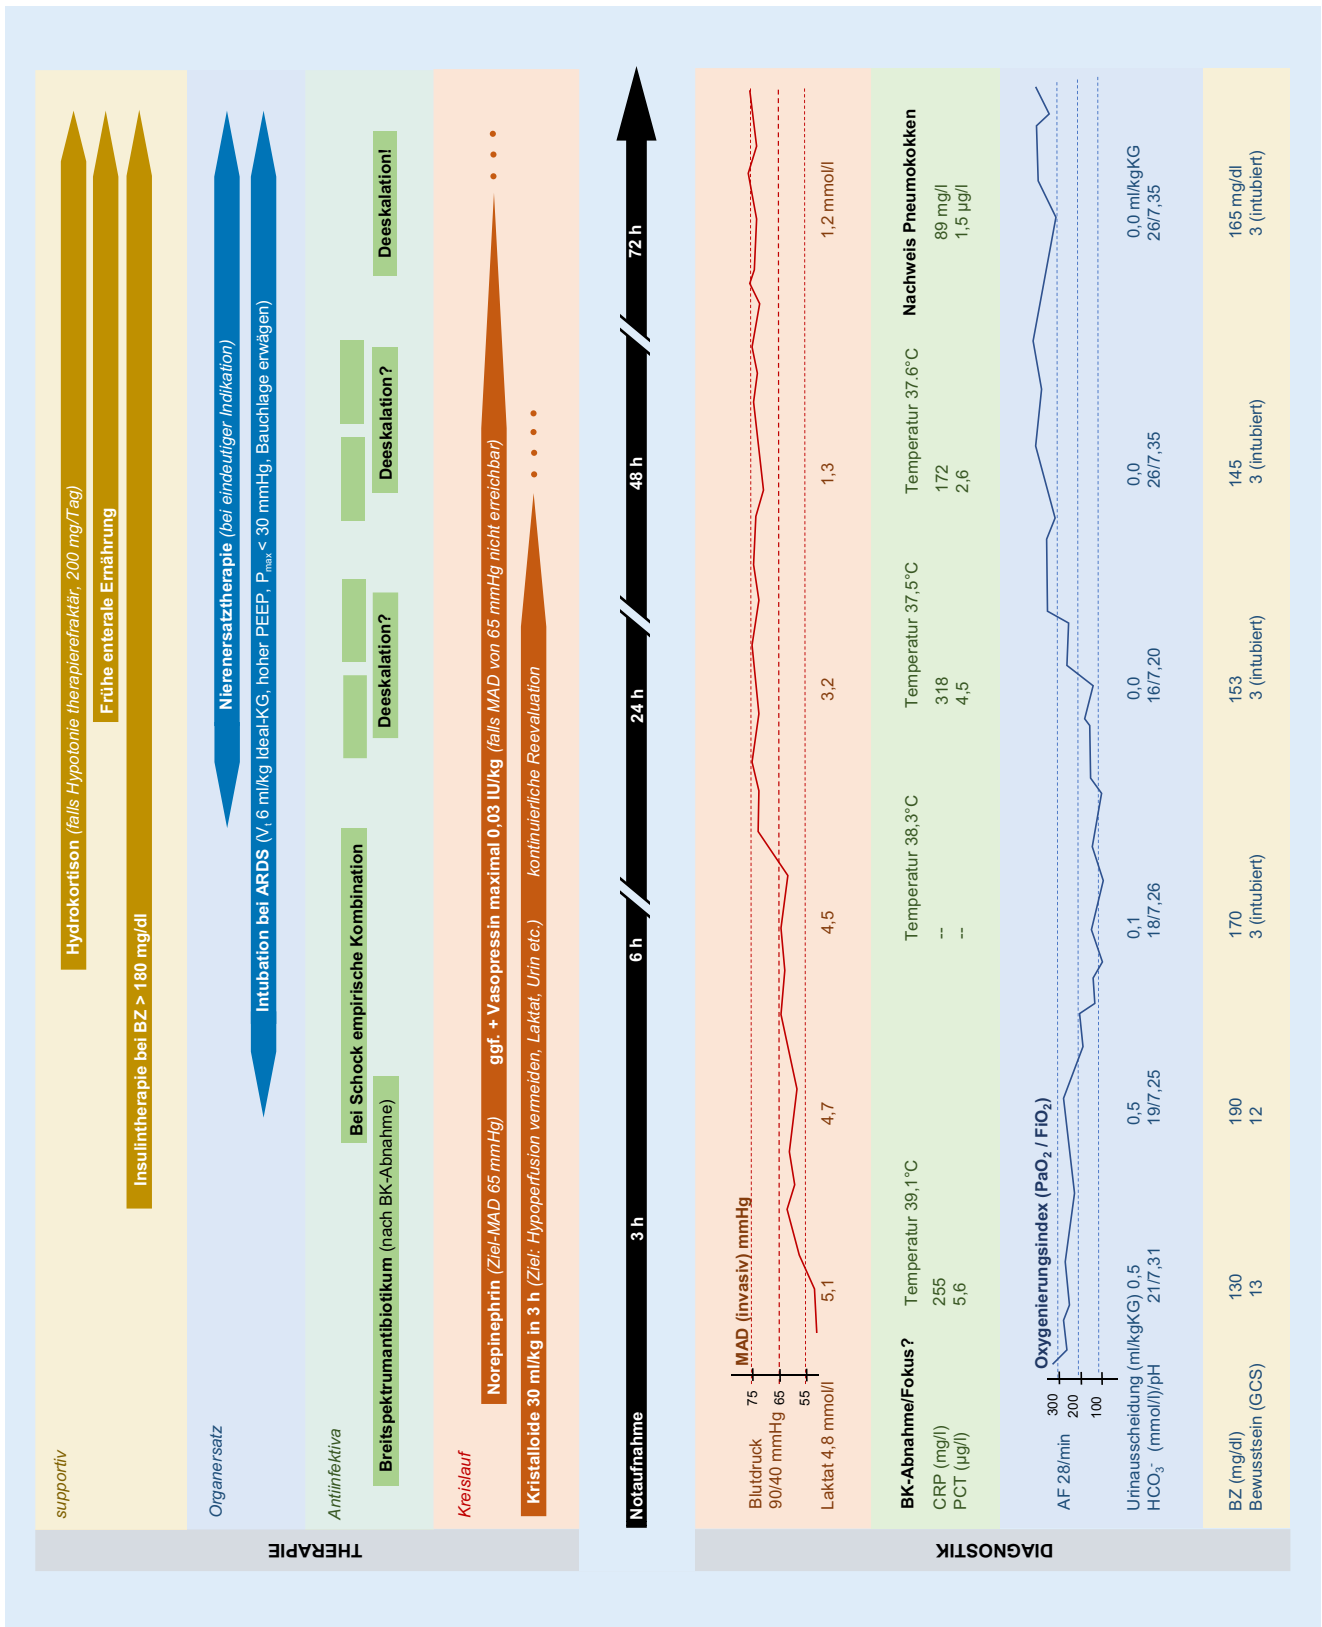 THERAPIE
supportiv
Hydrokortison (falls Hypotonie therapierefraktär, 200 mg/Tag)
Frühe enterale Ernährung
Insulintherapie bei BZ > 180 mg/dl
Organersatz
Nierenersatztherapie (bei eindeutiger Indikation)
Intubation bei ARDS (Vt 6 ml/kg Ideal-KG, hoher PEEP, Pmax < 30 mmHg, Bauchlage erwägen)
Antiinfektiva
Bei Schock empirische Kombination
Breitspektrumantibiotikum (nach BK-Abnahme) Deeskalation? Deeskalation? Deeskalation!
Kreislauf
Norepinephrin (Ziel-MAD 65 mmHg) ggf. + Vasopressin maximal 0,03 IU/kg (falls MAD von 65 mmHg nicht erreichbar)
Kristalloide 30 ml/kg in 3 h (Ziel: Hypoperfusion vermeiden, Laktat, Urin etc.) kontinuierliche Reevaluation
Notaufnahme 3 h 6 h 24 h 48 h 72 h
DIAGNOSTIK
MAD (invasiv) mmHg
75
65
55
Blutdruck
90/40 mmHg
Laktat 4,8 mmol/l 5,1 4,7 4,5 3,2 1,3 1,2 mmol/l
BK-Abnahme/Fokus? Temperatur 39,1°C Temperatur 38,3°C Temperatur 37,5°C Temperatur 37.6°C Nachweis Pneumokokken
CRP (mg/l) 255 -- 318 172 89 mg/l
PCT (µg/l) 5,6 -- 4,5 2,6 1,5 µg/l
Oxygenierungsindex (PaO2 / FiO2)
300
200
100
AF 28/min
Urinausscheidung (ml/kgKG) 0,5 0,5 0,1 0,0 0,0 0,0 ml/kgKG
HCO3- (mmol/l)/pH 21/7,31 19/7,25 18/7,26 16/7,20 26/7,35 26/7,35
BZ (mg/dl) 130 190 170 153 145 165 mg/dl
Bewusstsein (GCS) 13 12 3 (intubiert) 3 (intubiert) 3 (intubiert) 3 (intubiert)